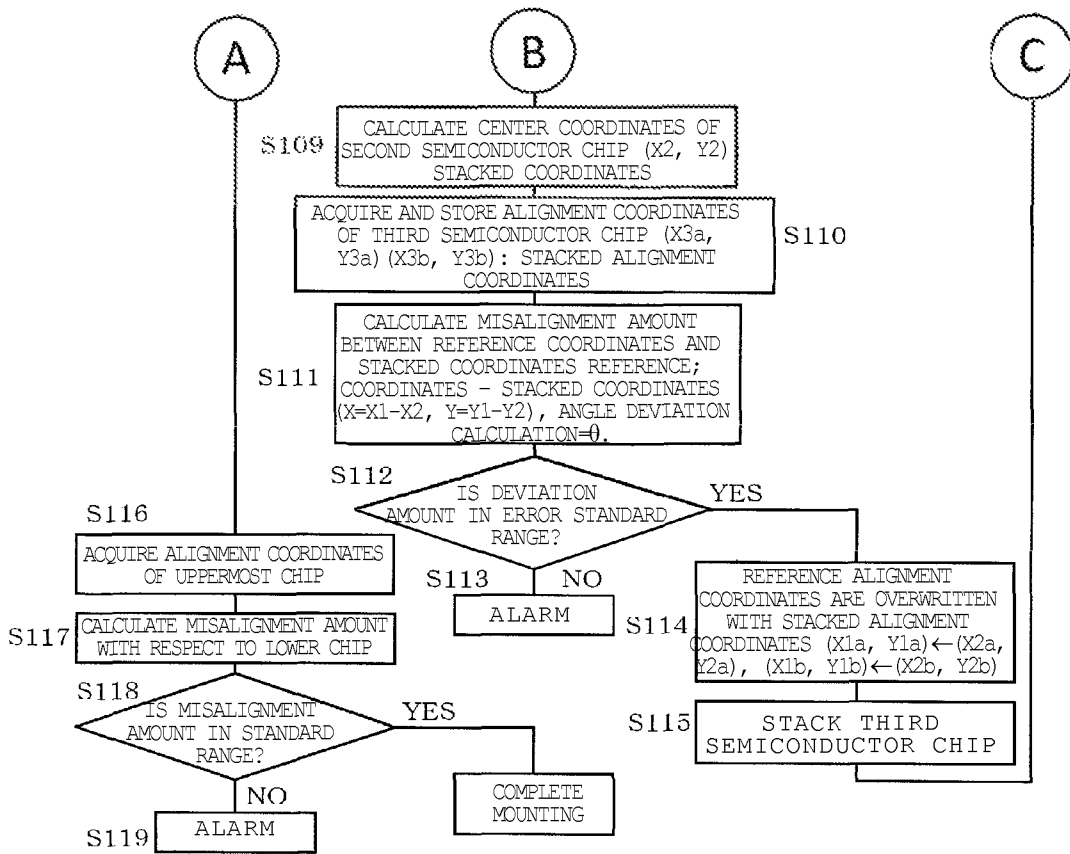 A
B
C
S109
CALCULATE CENTER COORDINATES OF
SECOND SEMICONDUCTOR CHIP (X2, Y2)
STACKED COORDINATES
ACQUIRE AND STORE ALIGNMENT COORDINATES
OF THIRD SEMICONDUCTOR CHIP (X3a,
Y3a) (X3b, Y3b): STACKED ALIGNMENT
COORDINATES
S110
S111
CALCULATE MISALIGNMENT AMOUNT
BETWEEN REFERENCE COORDINATES AND
STACKED COORDINATES REFERENCE;
COORDINATES - STACKED COORDINATES
(X=X1-X2, Y=Y1-Y2), ANGLE DEVIATION
CALCULATION=θ.
S112
IS DEVIATION
AMOUNT IN ERROR STANDARD
RANGE?
YES
S113
NO
ALARM
S114
REFERENCE ALIGNMENT
COORDINATES ARE OVERWRITTEN
WITH STACKED ALIGNMENT
COORDINATES (X1a, Y1a)←(X2a,
Y2a), (X1b, Y1b)←(X2b, Y2b)
S115
STACK THIRD
SEMICONDUCTOR CHIP
S116
ACQUIRE ALIGNMENT COORDINATES
OF UPPERMOST CHIP
S117
CALCULATE MISALIGNMENT AMOUNT
WITH RESPECT TO LOWER CHIP
S118
IS MISALIGNMENT
AMOUNT IN STANDARD
RANGE?
YES
COMPLETE
MOUNTING
NO
S119
ALARM